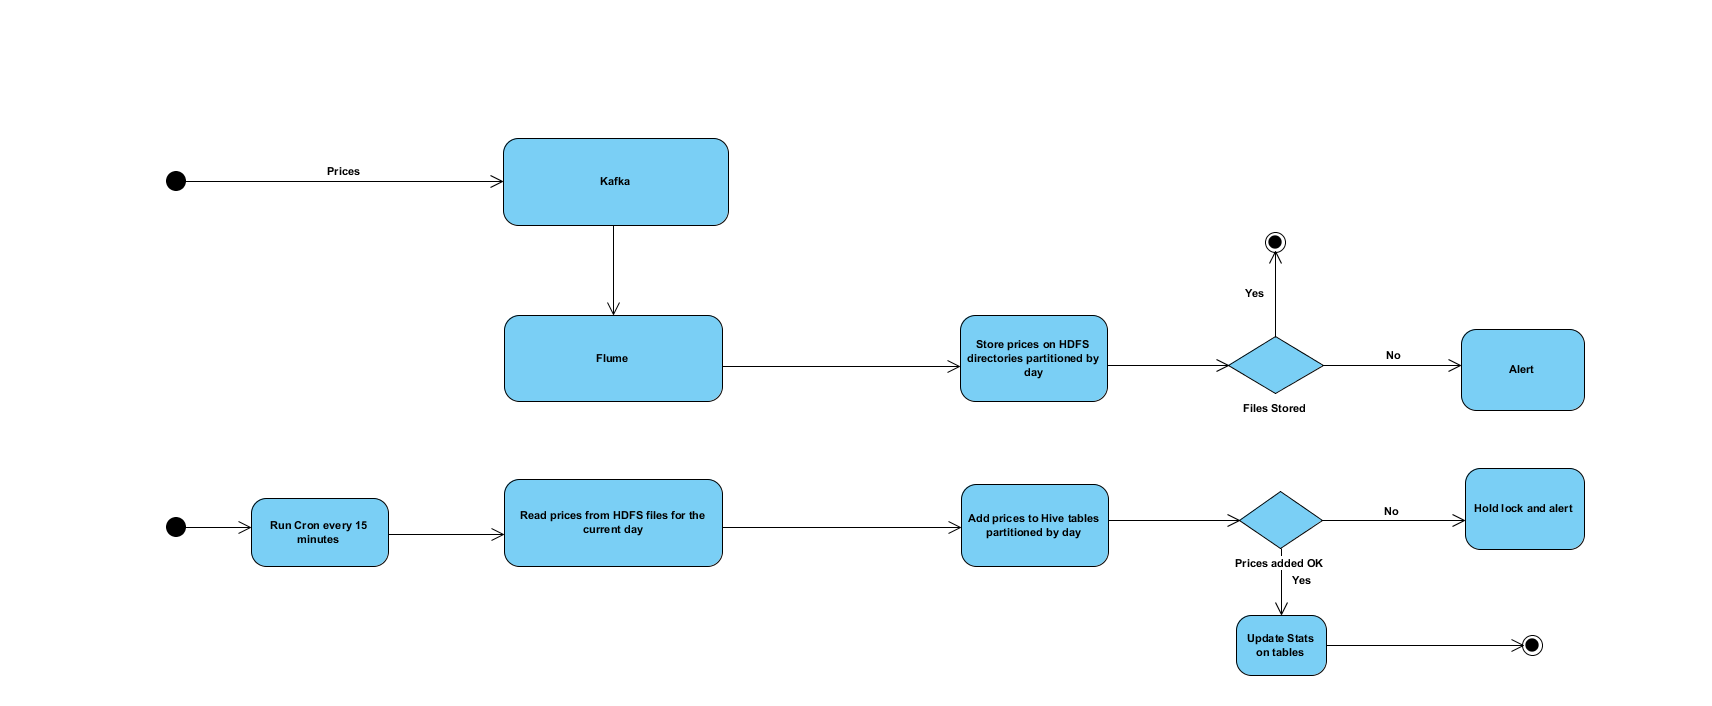 Prices
Kafka
Yes
Flume
Store prices on HDFS
directories partitioned by
day
No
Alert
Files Stored
Run Cron every 15
minutes
Read prices from HDFS files for the
current day
Add prices to Hive tables
partitioned by day
No
Hold lock and alert
Prices added OK
Yes
Update Stats
on tables